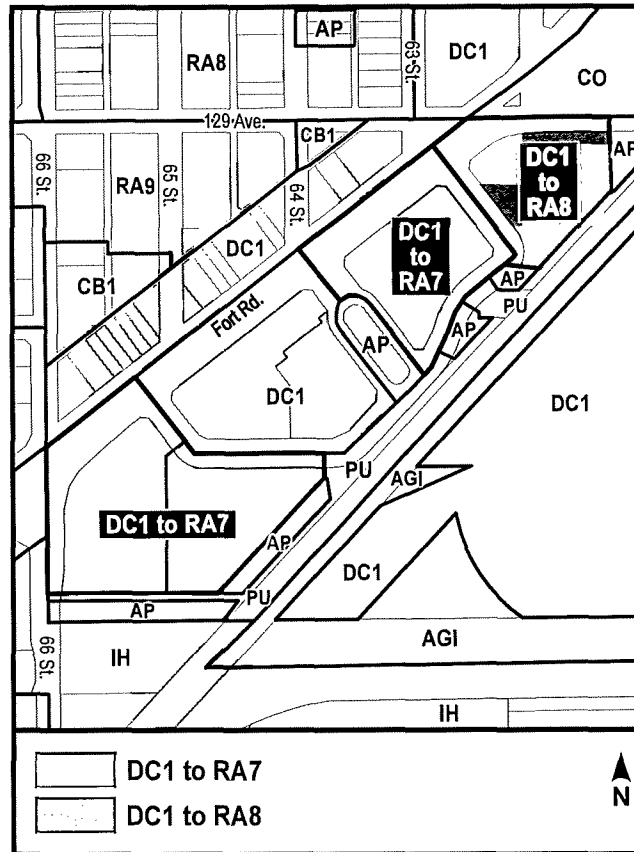 AP
RA8
63 St.
DC1
CO
129 Ave.
CB1
AP
66 St.
RA9
65 St.
64 St.
DC1
to
RA8
DC1
DC1
to
RA7
CB1
Fort Rd.
AP
PU
AP
AP
DC1
DC1
PU
AGI
DC1 to RA7
AP
DC1
PU
AP
66 St.
IH
AGI
IH
DC1 to RA7
DC1 to RA8
N